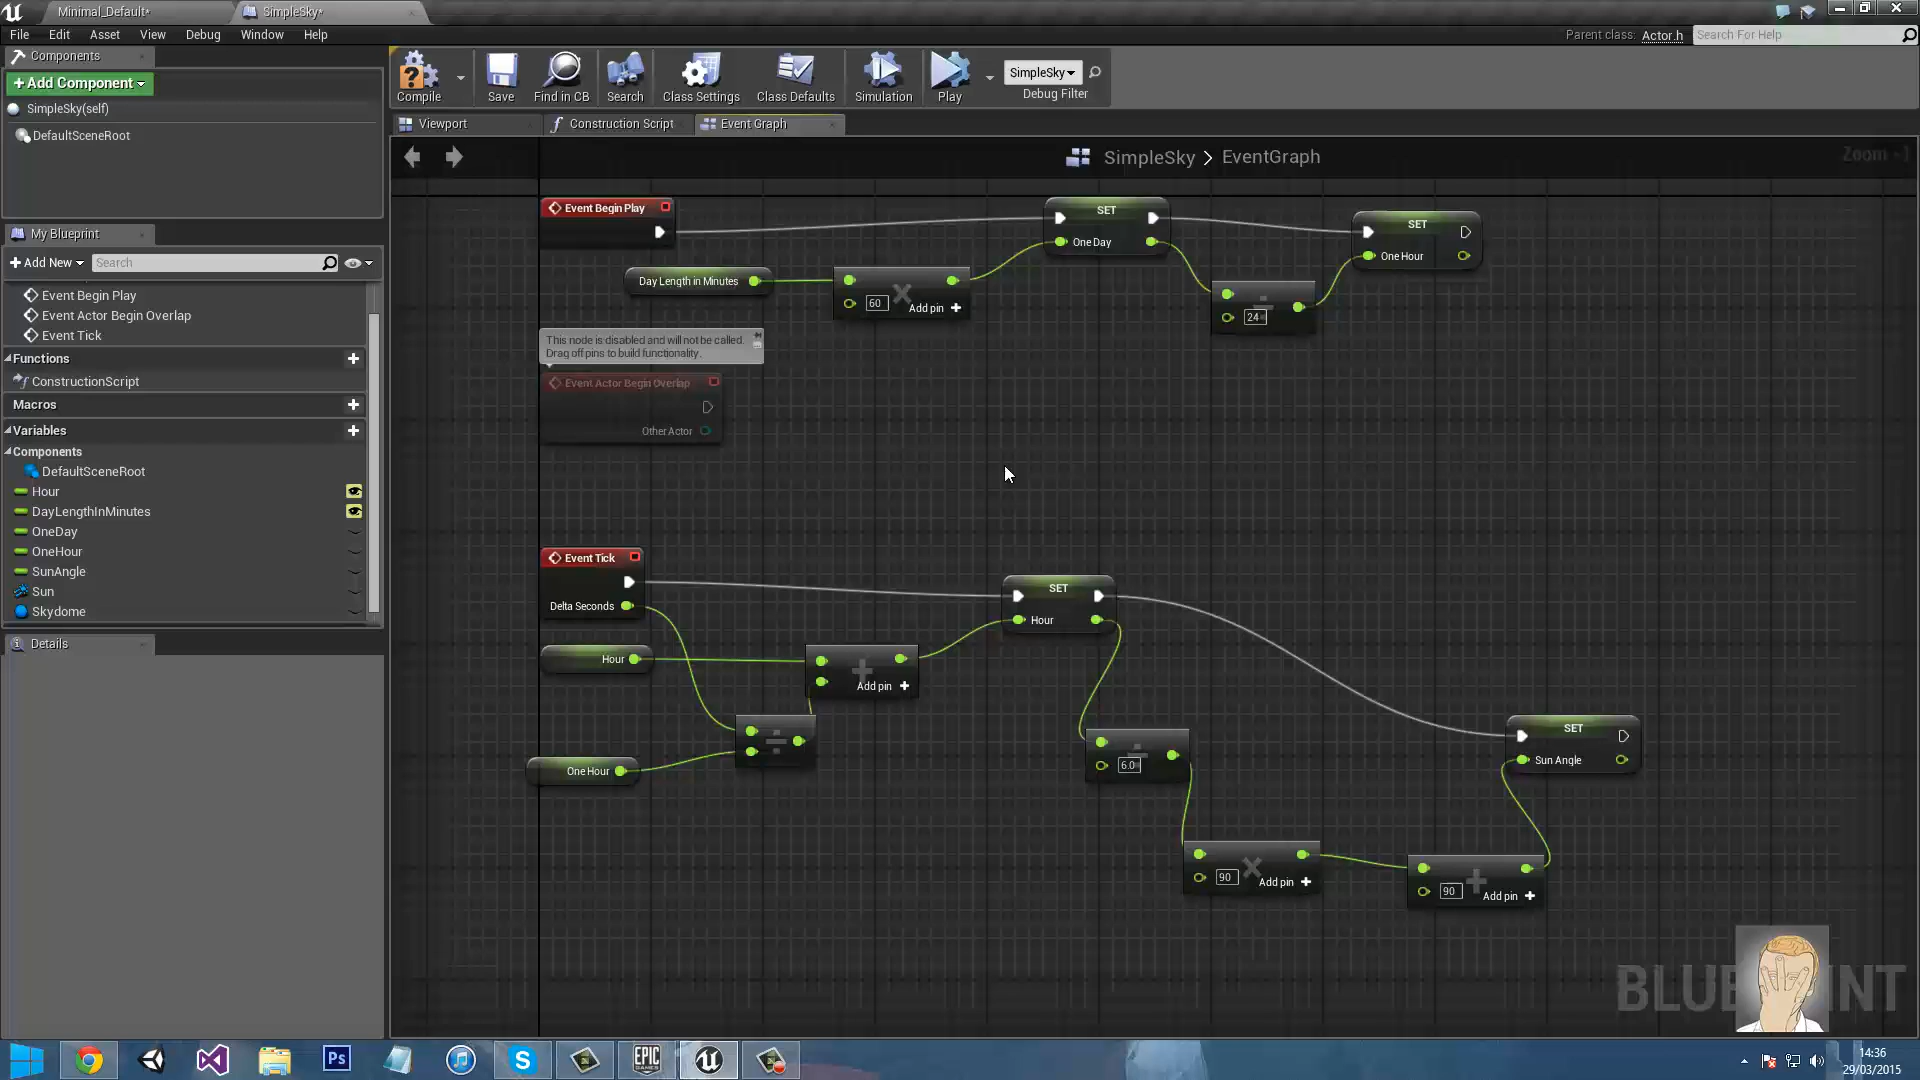 Minimal_Default*
SimpleSky*
File Edit Asset View Debug Window Help
Parent class: Actor.h
Search For Help
Components
+Add Component
SimpleSky(self)
DefaultSceneRoot
Compile
Save
Find in CB
Search
Class Settings
Class Defaults
Simulation
Play
SimpleSky
Debug Filter
Viewport
Construction Script
Event Graph
SimpleSky > EventGraph
Zoom -1
My Blueprint
+Add New
Search
Event Begin Play
Event Actor Begin Overlap
Event Tick
Functions
ConstructionScript
Macros
Variables
Components
DefaultSceneRoot
Hour
DayLengthInMinutes
OneDay
OneHour
SunAngle
Sun
Skydome
Details
Event Begin Play
SET
One Day
SET
One Hour
Day Length in Minutes
60
Add pin +
24
This node is disabled and will not be called.
Drag off pins to build functionality.
Event Actor Begin Overlap
Other Actor
Event Tick
Delta Seconds
SET
Hour
Hour
Add pin +
One Hour
6.0
SET
Sun Angle
90
Add pin +
90
Add pin +
Ps
EPIC
GAMES
14:36
29/03/2015